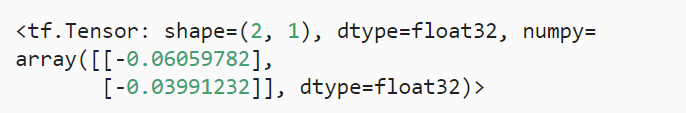 <tf.Tensor: shape=(2, 1), dtype=float32, numpy=
array([[-0.06059782],
       [-0.03991232]], dtype=float32)>